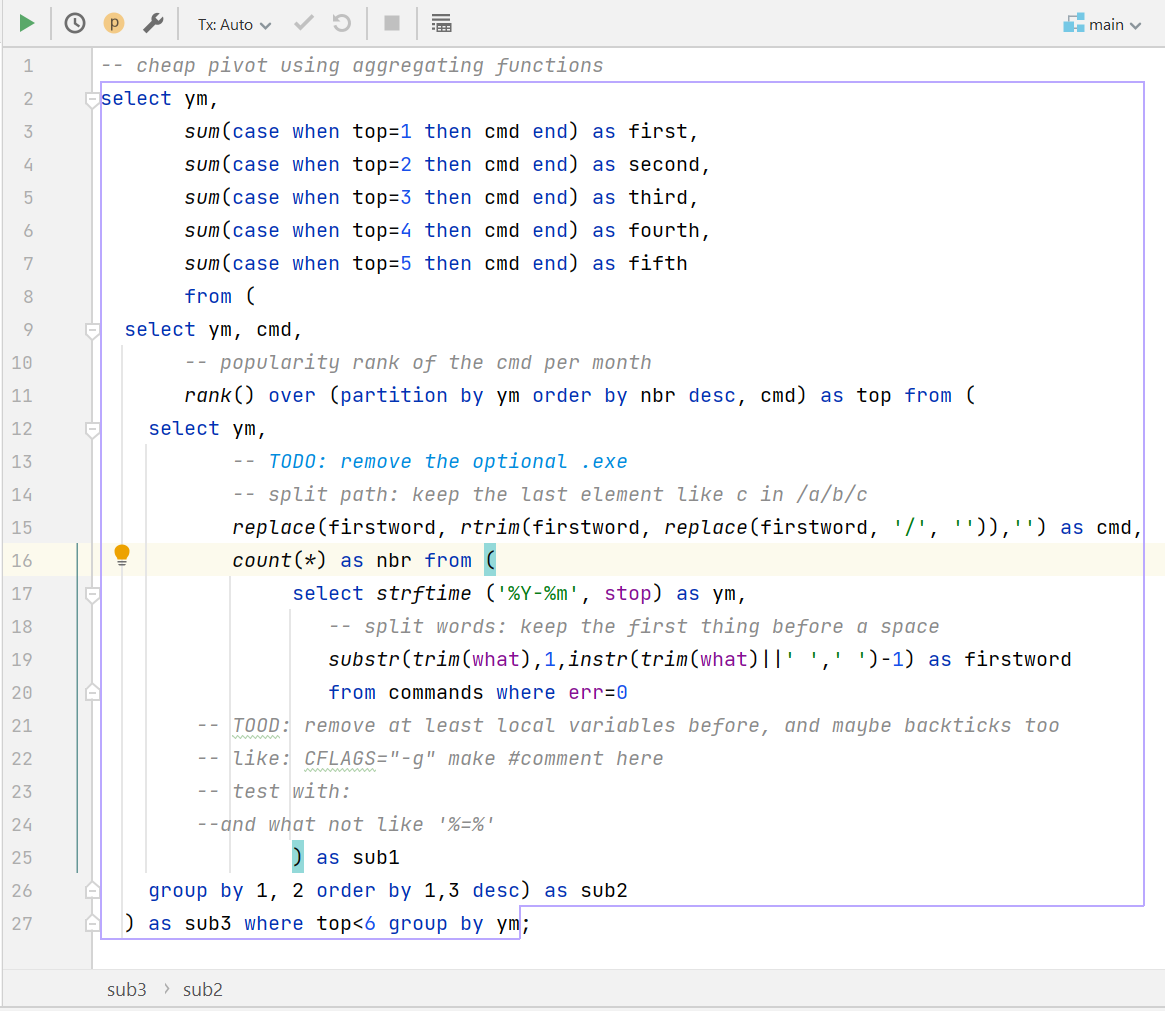 p Tx: Auto main
1 -- cheap pivot using aggregating functions
2 select ym,
3 sum(case when top=1 then cmd end) as first,
4 sum(case when top=2 then cmd end) as second,
5 sum(case when top=3 then cmd end) as third,
6 sum(case when top=4 then cmd end) as fourth,
7 sum(case when top=5 then cmd end) as fifth
8 from (
9 select ym, cmd,
10 -- popularity rank of the cmd per month
11 rank() over (partition by ym order by nbr desc, cmd) as top from (
12 select ym,
13 -- TODO: remove the optional .exe
14 -- split path: keep the last element like c in /a/b/c
15 replace(firstword, rtrim(firstword, replace(firstword, '/', '')),'') as cmd,
16 count(*) as nbr from (
17 select strftime ('%Y-%m', stop) as ym,
18 -- split words: keep the first thing before a space
19 substr(trim(what),1,instr(trim(what)||' ',' ')-1) as firstword
20 from commands where err=0
21 -- TOOD: remove at least local variables before, and maybe backticks too
22 -- like: CFLAGS="-g" make #comment here
23 -- test with:
24 --and what not like '%=%'
25 ) as sub1
26 group by 1, 2 order by 1,3 desc) as sub2
27 ) as sub3 where top<6 group by ym;
sub3 › sub2